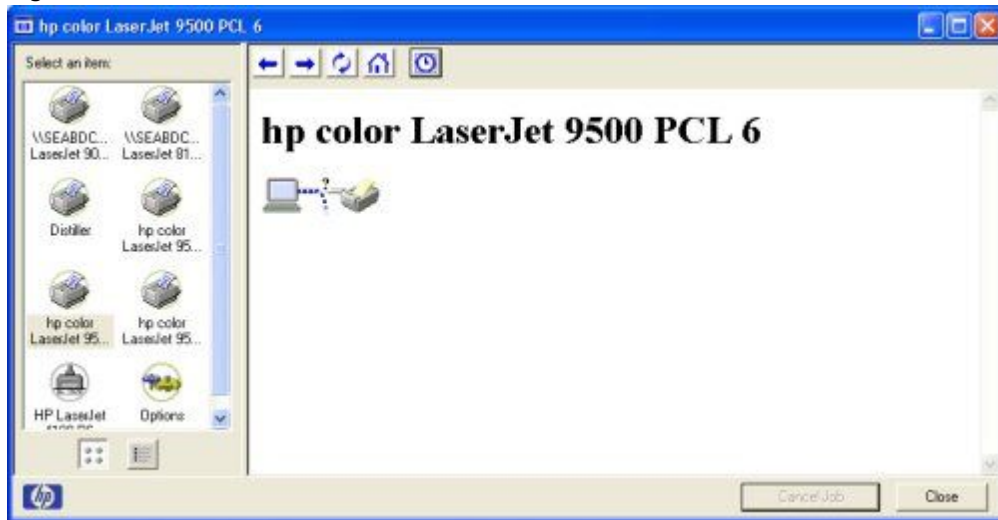 hp color LaserJet 9500 PCL 6
Select an item:
\\SEABDC... \\SEABDC...
LaserJet 90... LaserJet 81...
Distiller hp color
LaserJet 95...
hp color hp color
LaserJet 95... LaserJet 95...
HP LaserJet Options
hp color LaserJet 9500 PCL 6
?
hp
Cancel Job Close